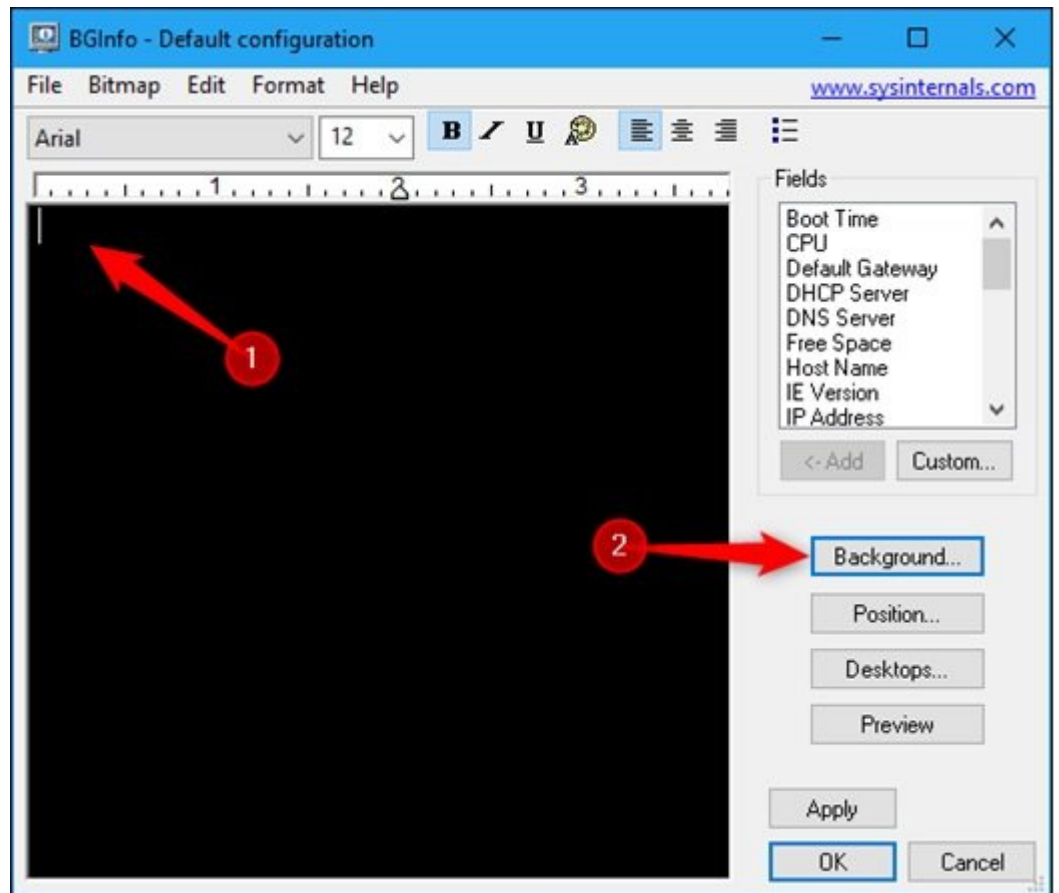 BGInfo - Default configuration
File Bitmap Edit Format Help www.sysinternals.com
Arial 12 B I U A
1 2 3
Fields
Boot Time
CPU
Default Gateway
DHCP Server
DNS Server
Free Space
Host Name
IE Version
IP Address
<- Add Custom...
1
2
Background...
Position...
Desktops...
Preview
Apply
OK Cancel